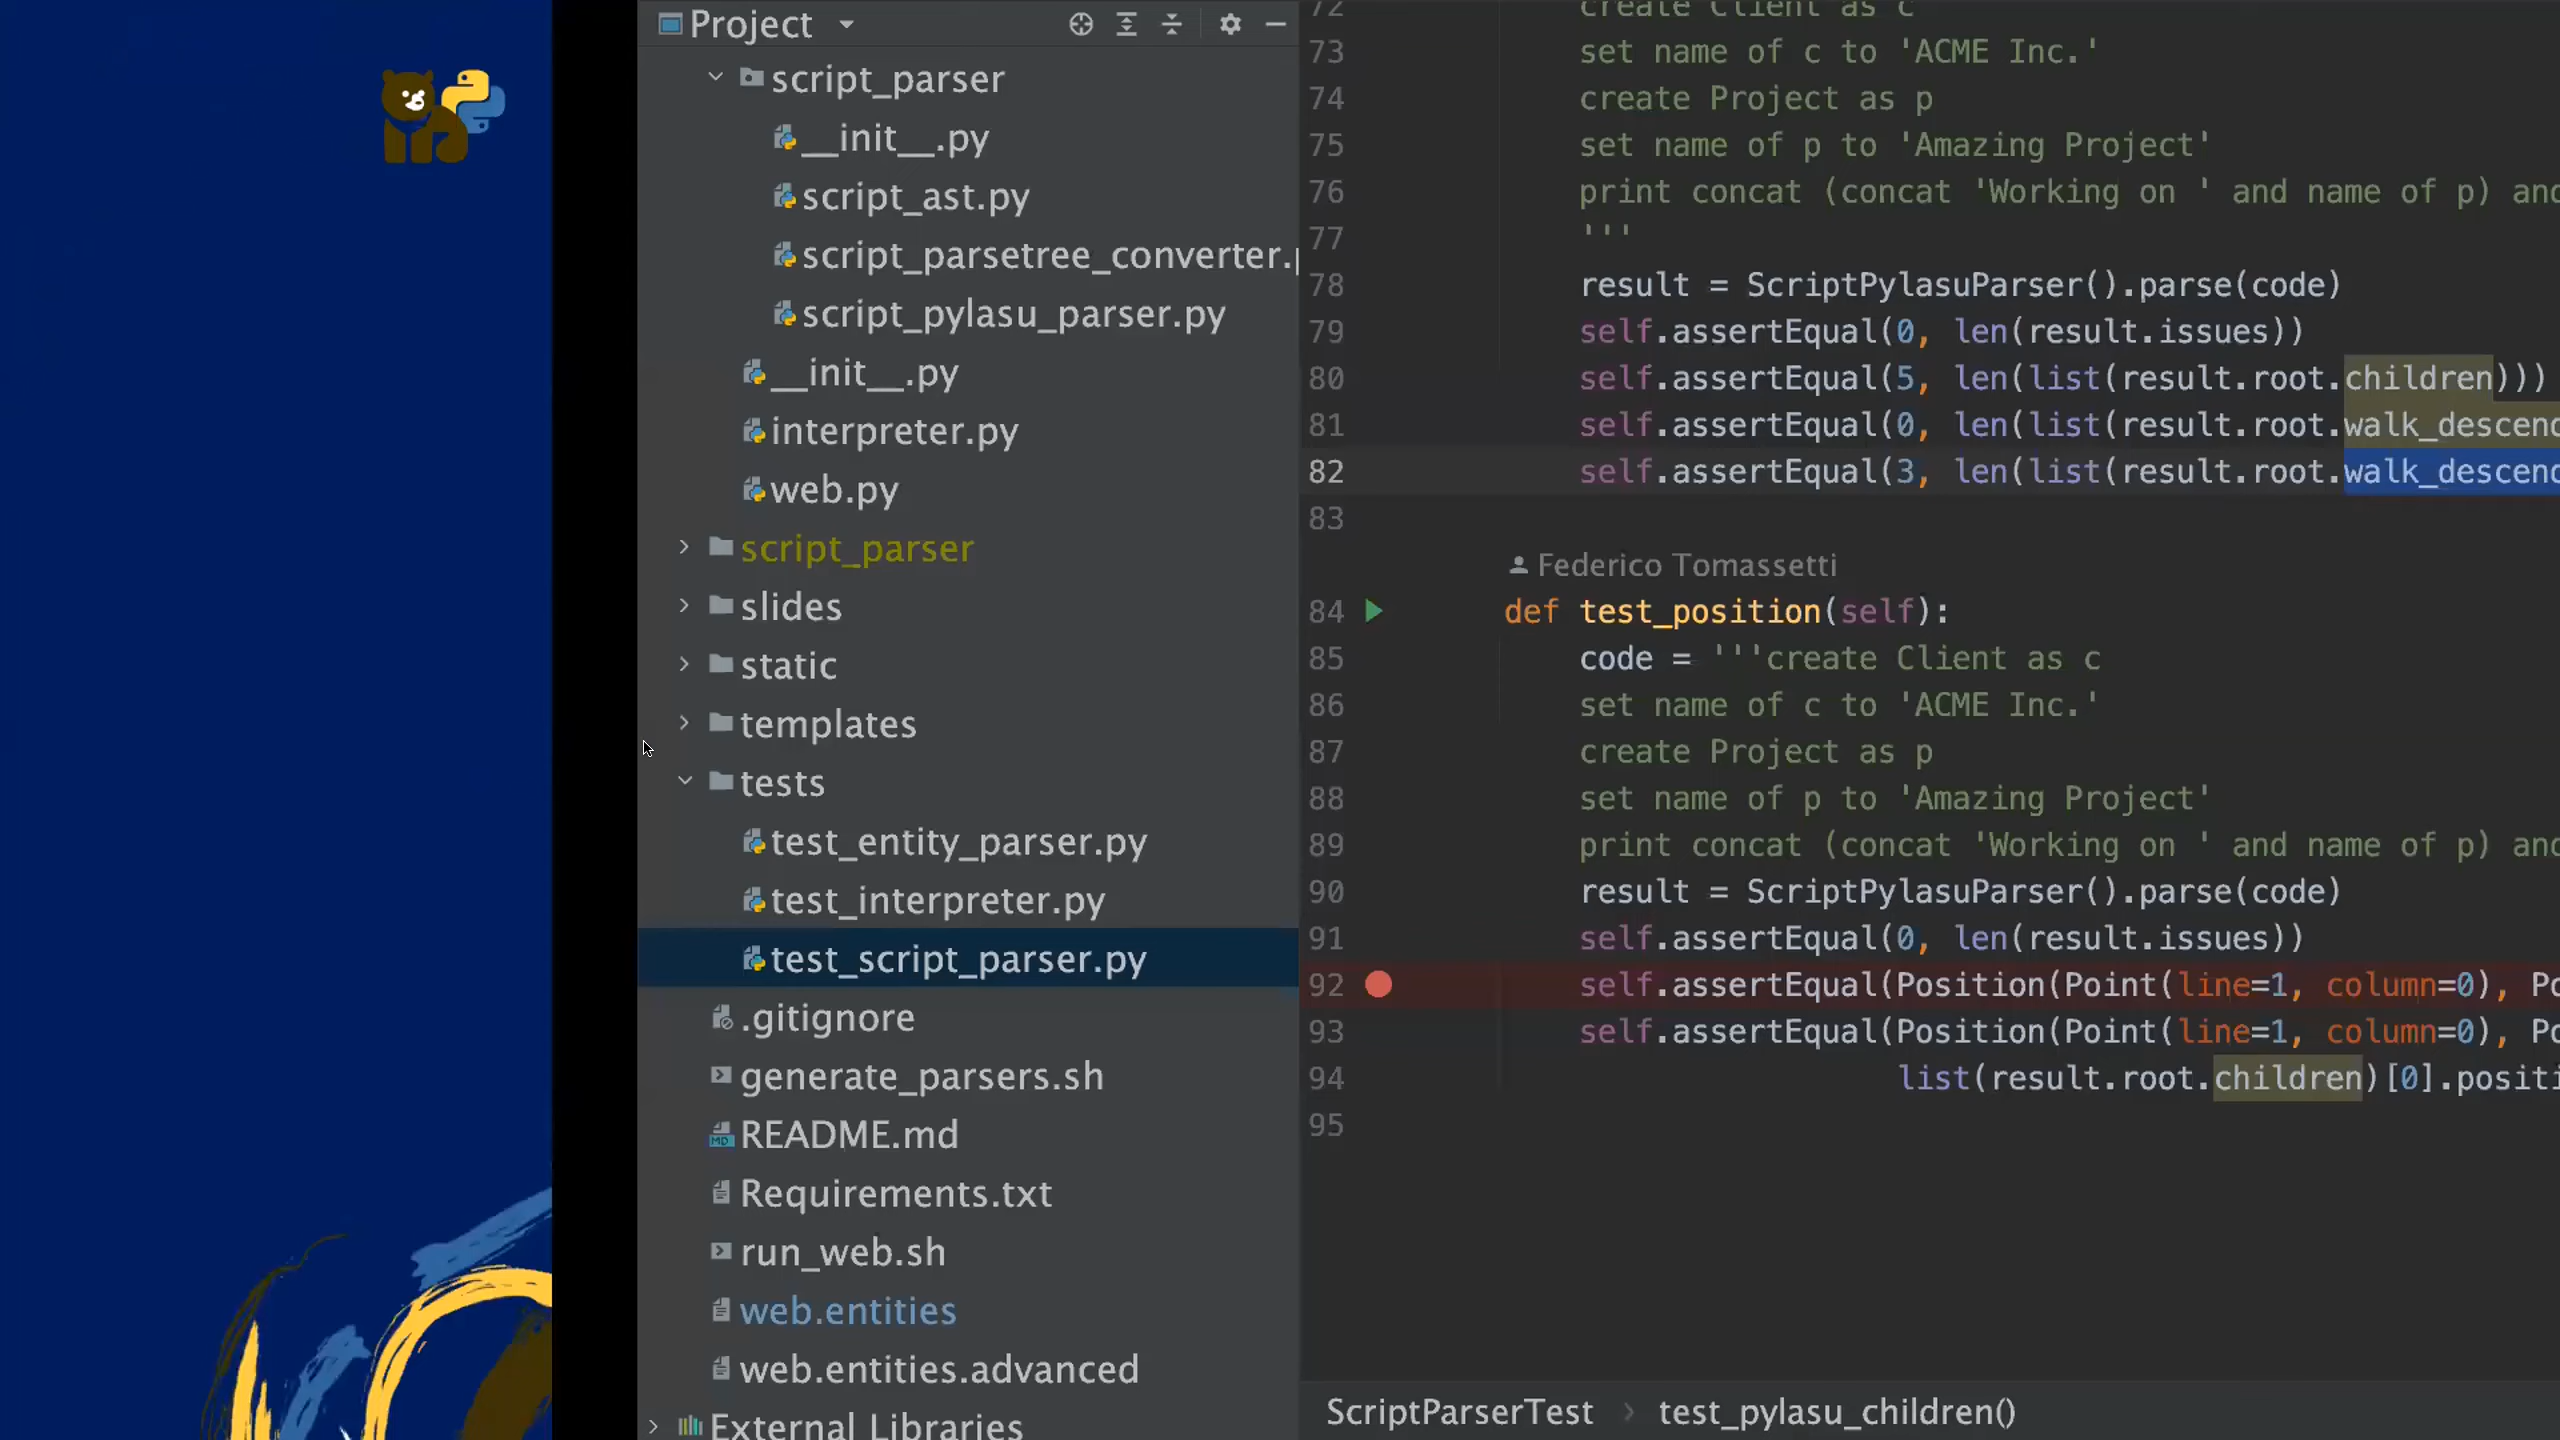 Project
script_parser
__init__.py
script_ast.py
script_parsetree_converter.
script_pylasu_parser.py
__init__.py
interpreter.py
web.py
script_parser
slides
static
templates
tests
test_entity_parser.py
test_interpreter.py
test_script_parser.py
.gitignore
generate_parsers.sh
README.md
Requirements.txt
run_web.sh
web.entities
web.entities.advanced
External Libraries
72 create Client as c
73 set name of c to 'ACME Inc.'
74 create Project as p
75 set name of p to 'Amazing Project'
76 print concat (concat 'Working on ' and name of p) and
77 '''
78 result = ScriptPylasuParser().parse(code)
79 self.assertEqual(0, len(result.issues))
80 self.assertEqual(5, len(list(result.root.children)))
81 self.assertEqual(0, len(list(result.root.walk_descend
82 self.assertEqual(3, len(list(result.root.walk_descend
83
Federico Tomassetti
84 def test_position(self):
85 code = '''create Client as c
86 set name of c to 'ACME Inc.'
87 create Project as p
88 set name of p to 'Amazing Project'
89 print concat (concat 'Working on ' and name of p) and
90 result = ScriptPylasuParser().parse(code)
91 self.assertEqual(0, len(result.issues))
92 self.assertEqual(Position(Point(line=1, column=0), Po
93 self.assertEqual(Position(Point(line=1, column=0), Po
94 list(result.root.children)[0].positi
95
ScriptParserTest > test_pylasu_children()